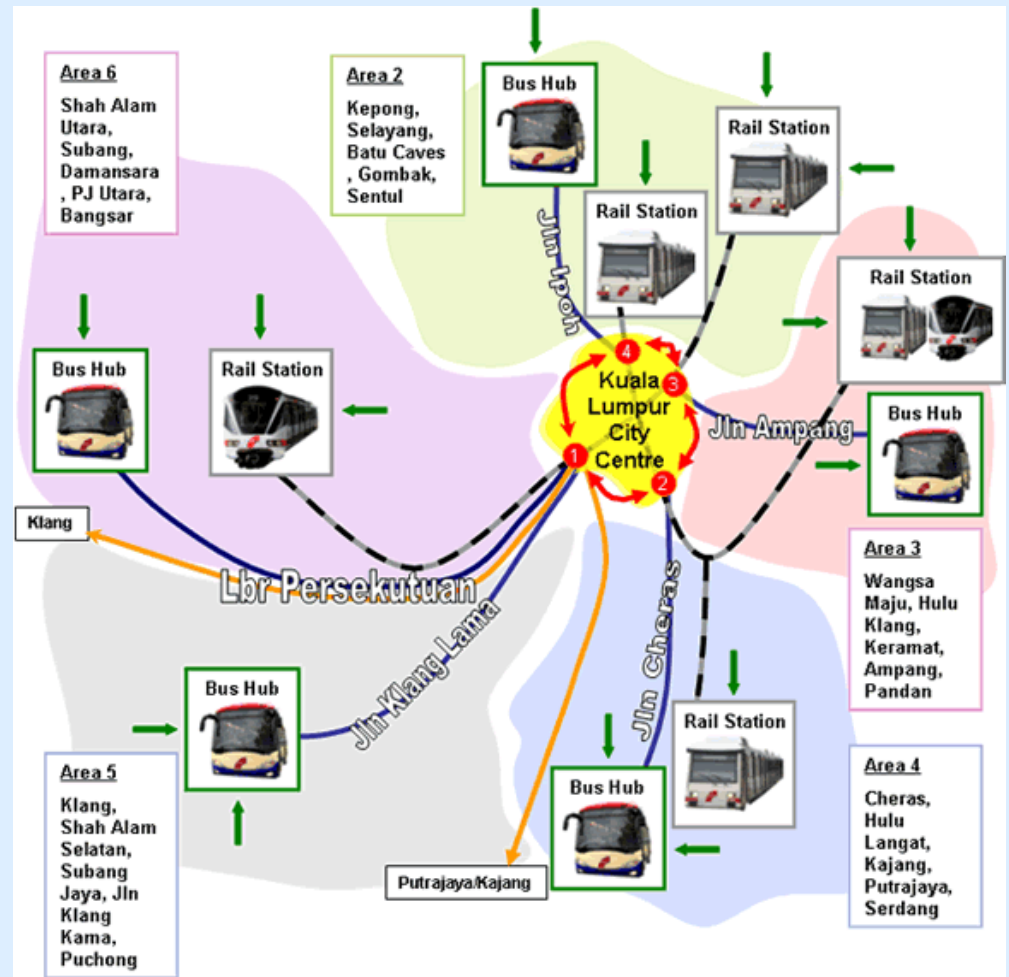 Area 6
Shah Alam
Utara,
Subang,
Damansara
, PJ Utara,
Bangsar
Area 2
Kepong,
Selayang,
Batu Caves
, Gombak,
Sentul
Bus Hub
Rail Station
Rail Station
Rail Station
Bus Hub
Rail Station
Bus Hub
Jln Ipoh
4
3
1
2
Kuala
Lumpur
City
Centre
Jln Ampang
Klang
Lbr Persekutuan
Jln Klang Lama
Jln Cheras
Area 3
Wangsa
Maju, Hulu
Klang,
Keramat,
Ampang,
Pandan
Bus Hub
Rail Station
Bus Hub
Putrajaya/Kajang
Area 5
Klang,
Shah Alam
Selatan,
Subang
Jaya, Jln
Klang
Kama,
Puchong
Area 4
Cheras,
Hulu
Langat,
Kajang,
Putrajaya,
Serdang